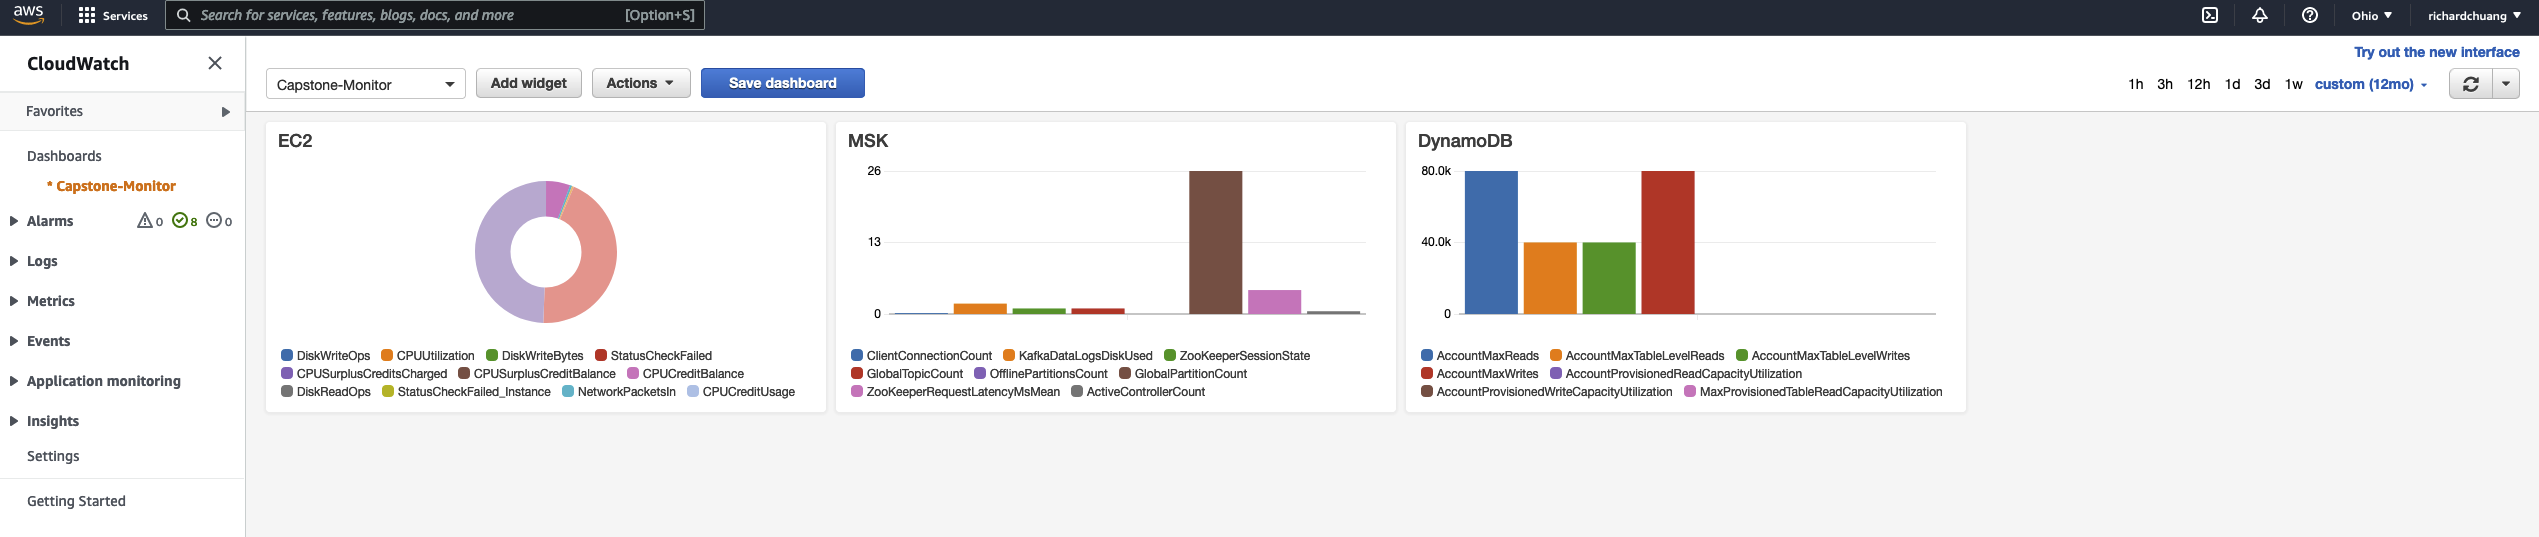 aws
Services
Search for services, features, blogs, docs, and more [Option+S]
Ohio
richardchuang
CloudWatch
Favorites
Dashboards
* Capstone-Monitor
Alarms 0 8 0
Logs
Metrics
Events
Application monitoring
Insights
Settings
Getting Started
Try out the new interface
Capstone-Monitor Add widget Actions Save dashboard
1h 3h 12h 1d 3d 1w custom (12mo)
EC2
DiskWriteOps CPUUtilization DiskWriteBytes StatusCheckFailed
CPUSurplusCreditsCharged CPUSurplusCreditBalance CPUCreditBalance
DiskReadOps StatusCheckFailed_Instance NetworkPacketsIn CPUCreditUsage
MSK
26
13
0
ClientConnectionCount KafkaDataLogsDiskUsed ZooKeeperSessionState
GlobalTopicCount OfflinePartitionsCount GlobalPartitionCount
ZooKeeperRequestLatencyMsMean ActiveControllerCount
DynamoDB
80.0k
40.0k
0
AccountMaxReads AccountMaxTableLevelReads AccountMaxTableLevelWrites
AccountMaxWrites AccountProvisionedReadCapacityUtilization
AccountProvisionedWriteCapacityUtilization MaxProvisionedTableReadCapacityUtilization